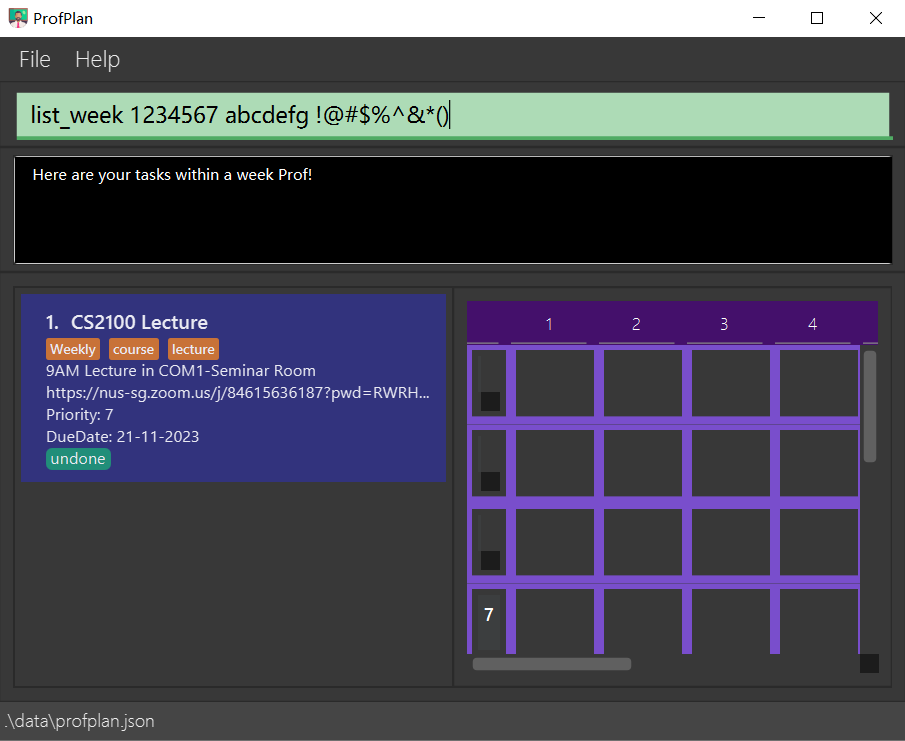 ProfPlan
File Help
list_week 1234567 abcdefg !@#$%^&*()
Here are your tasks within a week Prof!
1. CS2100 Lecture
Weekly course lecture
9AM Lecture in COM1-Seminar Room
https://nus-sg.zoom.us/j/84615636187?pwd=RWRH...
Priority: 7
DueDate: 21-11-2023
undone
1 2 3 4
7
.\data\profplan.json